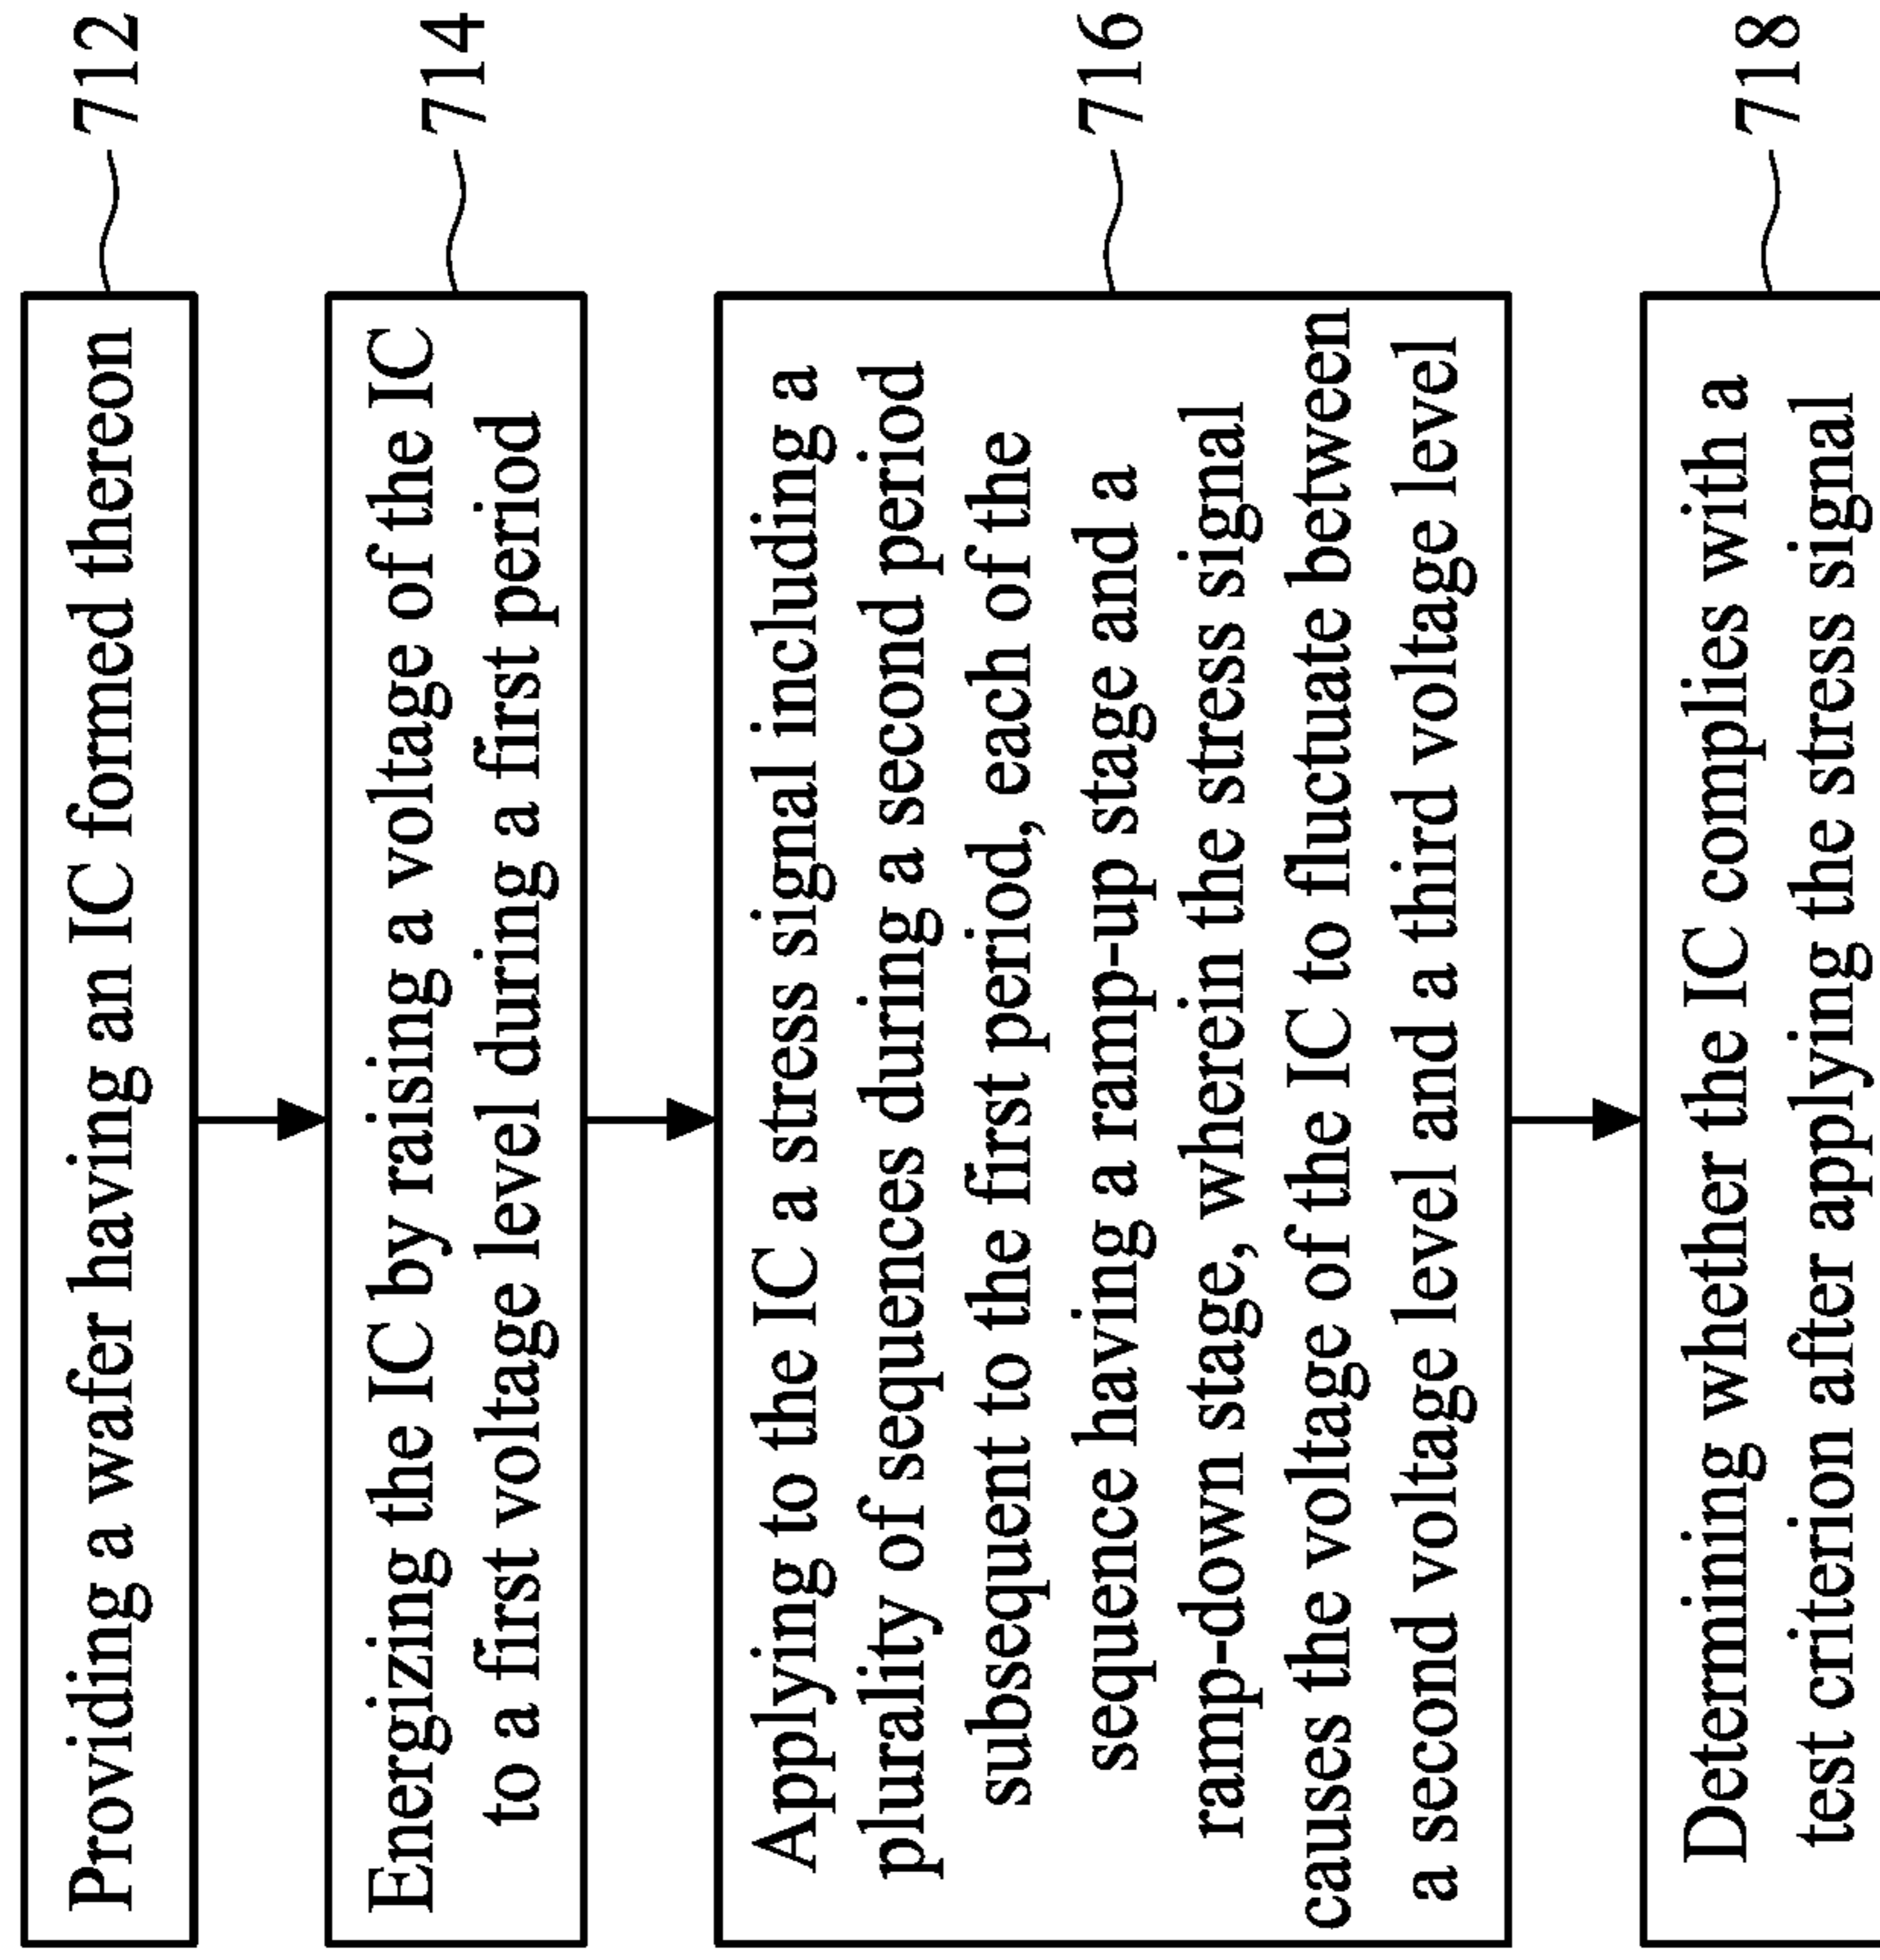 Providing a wafer having an IC formed thereon
712
Energizing the IC by raising a voltage of the IC
to a first voltage level during a first period
714
Applying to the IC a stress signal including a
plurality of sequences during a second period
subsequent to the first period, each of the
sequence having a ramp-up stage and a
ramp-down stage, wherein the stress signal
causes the voltage of the IC to fluctuate between
a second voltage level and a third voltage level
716
Determining whether the IC complies with a
test criterion after applying the stress signal
718